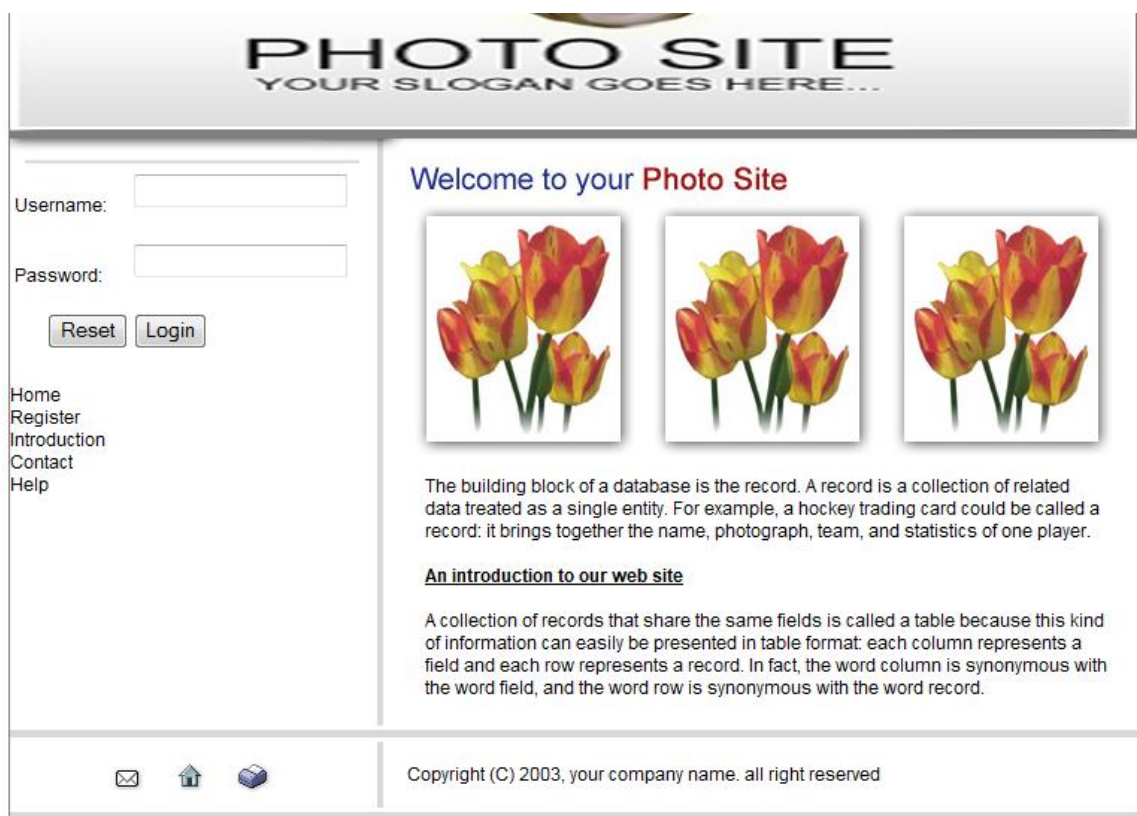 PHOTO SITE
YOUR SLOGAN GOES HERE...
Username:
Password:
Reset Login
Home
Register
Introduction
Contact
Help
Welcome to your Photo Site
The building block of a database is the record. A record is a collection of related
data treated as a single entity. For example, a hockey trading card could be called a
record: it brings together the name, photograph, team, and statistics of one player.
An introduction to our web site
A collection of records that share the same fields is called a table because this kind
of information can easily be presented in table format: each column represents a
field and each row represents a record. In fact, the word column is synonymous with
the word field, and the word row is synonymous with the word record.
Copyright (C) 2003, your company name. all right reserved